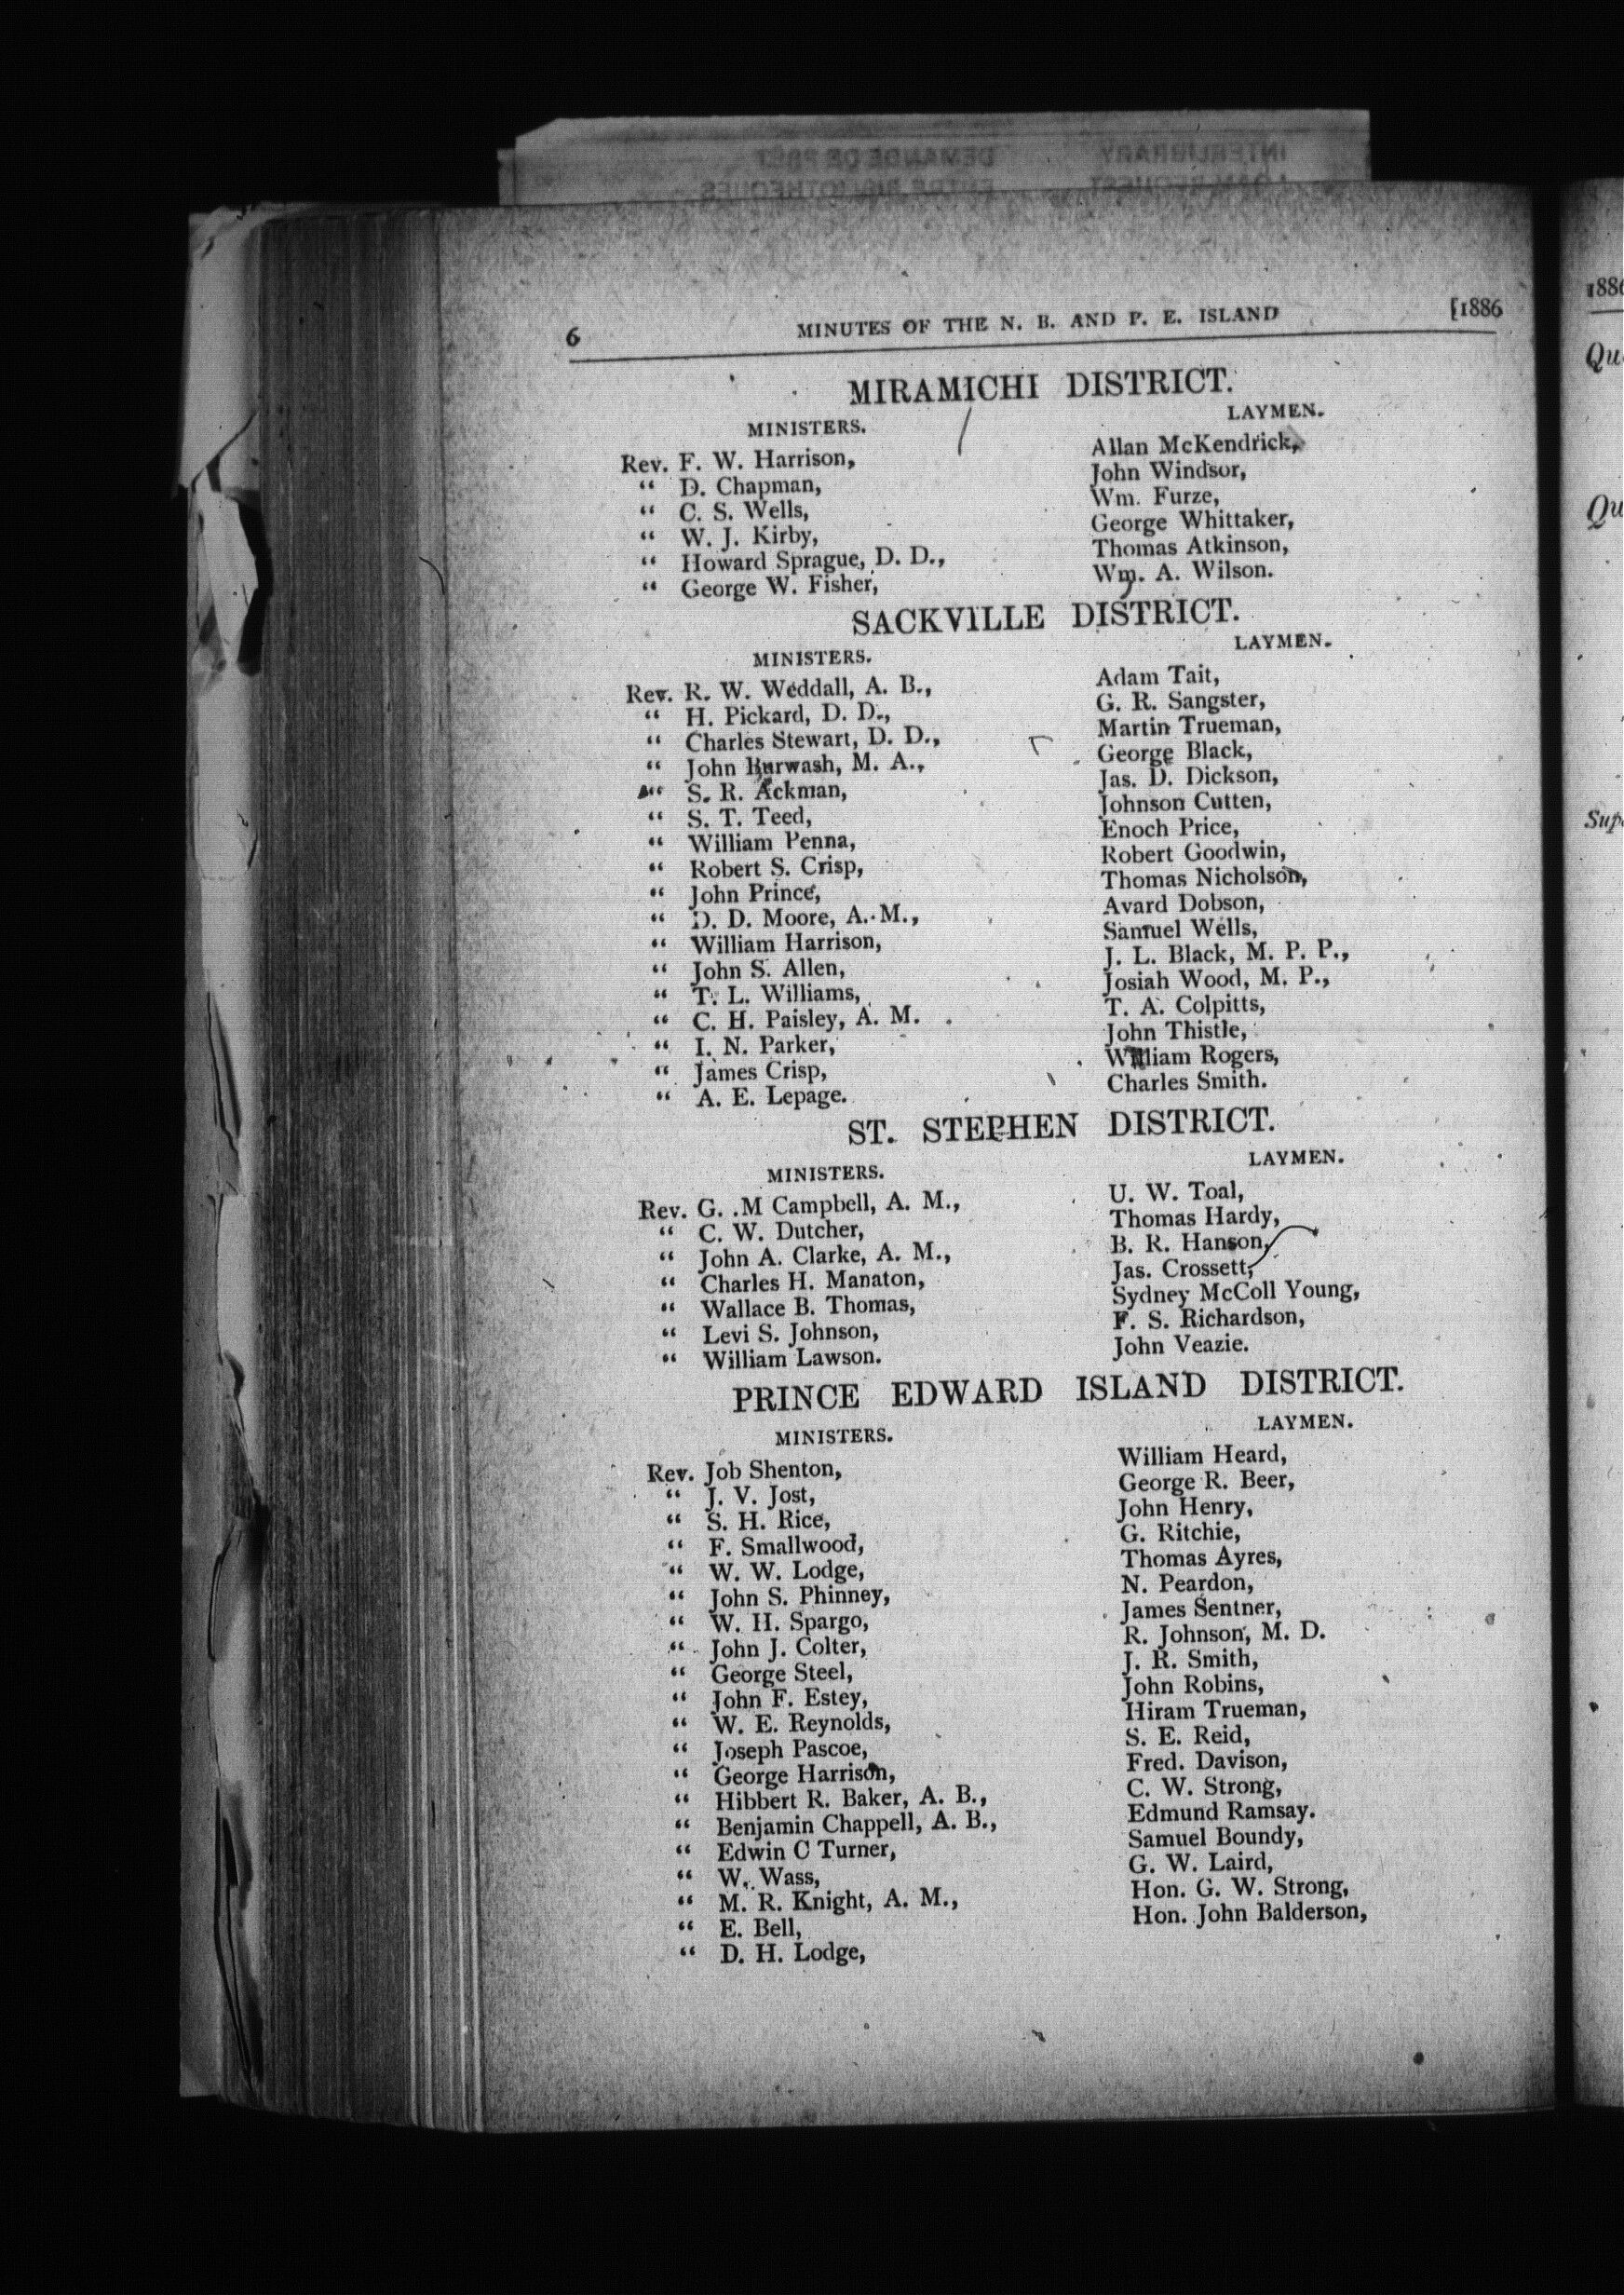 INTERLIBRARY DEMANDE DE PRÊT
LOAN REQUEST ENTRE BIBLIOTHÈQUES
6 MINUTES OF THE N. B. AND P. E. ISLAND [1886
MIRAMICHI DISTRICT.
MINISTERS. LAYMEN.
Rev. F. W. Harrison, Allan McKendrick,
“ D. Chapman, John Windsor,
“ C. S. Wells, Wm. Furze,
“ W. J. Kirby, George Whittaker,
“ Howard Sprague, D. D., Thomas Atkinson,
“ George W. Fisher, Wm. A. Wilson.
SACKVILLE DISTRICT.
MINISTERS. LAYMEN.
Rev. R. W. Weddall, A. B., Adam Tait,
“ H. Pickard, D. D., G. R. Sangster,
“ Charles Stewart, D. D., Martin Trueman,
“ John Burwash, M. A., George Black,
“ S. R. Ackman, Jas. D. Dickson,
“ S. T. Teed, Johnson Cutten,
“ William Penna, Enoch Price,
“ Robert S. Crisp, Robert Goodwin,
“ John Prince, Thomas Nicholson,
“ D. D. Moore, A. M., Avard Dobson,
“ William Harrison, Samuel Wells,
“ John S. Allen, J. L. Black, M. P. P.,
“ T. L. Williams, Josiah Wood, M. P.,
“ C. H. Paisley, A. M. T. A. Colpitts,
“ I. N. Parker, John Thistle,
“ James Crisp, William Rogers,
“ A. E. Lepage. Charles Smith.
ST. STEPHEN DISTRICT.
MINISTERS. LAYMEN.
Rev. G. .M Campbell, A. M., U. W. Toal,
“ C. W. Dutcher, Thomas Hardy,
“ John A. Clarke, A. M., B. R. Hanson,
“ Charles H. Manaton, Jas. Crossett,
“ Wallace B. Thomas, Sydney McColl Young,
“ Levi S. Johnson, F. S. Richardson,
“ William Lawson. John Veazie.
PRINCE EDWARD ISLAND DISTRICT.
MINISTERS. LAYMEN.
Rev. Job Shenton, William Heard,
“ J. V. Jost, George R. Beer,
“ S. H. Rice, John Henry,
“ F. Smallwood, G. Ritchie,
“ W. W. Lodge, Thomas Ayres,
“ John S. Phinney, N. Peardon,
“ W. H. Spargo, James Sentner,
“ John J. Colter, R. Johnson, M. D.
“ George Steel, J. R. Smith,
“ John F. Estey, John Robins,
“ W. E. Reynolds, Hiram Trueman,
“ Joseph Pascoe, S. E. Reid,
“ George Harrison, Fred. Davison,
“ Hibbert R. Baker, A. B., C. W. Strong,
“ Benjamin Chappell, A. B., Edmund Ramsay.
“ Edwin C Turner, Samuel Boundy,
“ W. Wass, G. W. Laird,
“ M. R. Knight, A. M., Hon. G. W. Strong,
“ E. Bell, Hon. John Balderson,
“ D. H. Lodge,